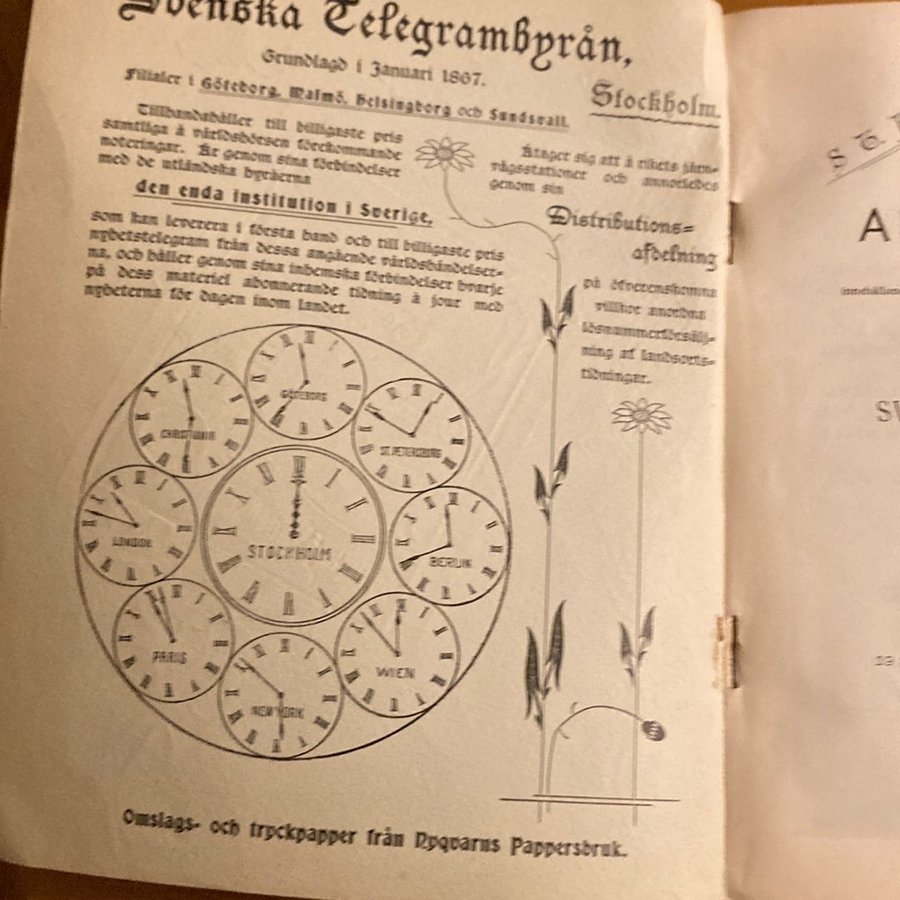 Svenska Telegrambyrån,
Grundlagd i Januari 1867.
Filialer i Göteborg, Malmö, Helsingborg och Sundsvall.
Stockholm.
Tillhandahåller till billigaste pris
samtliga å världsbörsen förekommande
noteringar. Är genom sina förbindelser
med de utländska byråerna
den enda institution i Sverige,
som kan leverera i första hand och till billigaste pris
nyhetstelegram från dessa angående världshändelser-
na, och håller genom sina inhemska förbindelser hvarje
på dess materiel abonnerande tidning à jour med
nyheterna för dagen inom landet.
Åtager sig att å rikets järn-
vägsstationer och annorledes
genom sin
Distributions=
afdelning
på öfverenskomna
villkor anordna
lösnummerförsälj-
ning af landsorts-
tidningar.
GÖTEBORG
CHRISTIANIA
ST. PETERSBURG
LONDON
STOCKHOLM
BERLIN
PARIS
WIEN
NEW YORK
Omslags- och tryckpapper från Nyqvarns Pappersbruk.